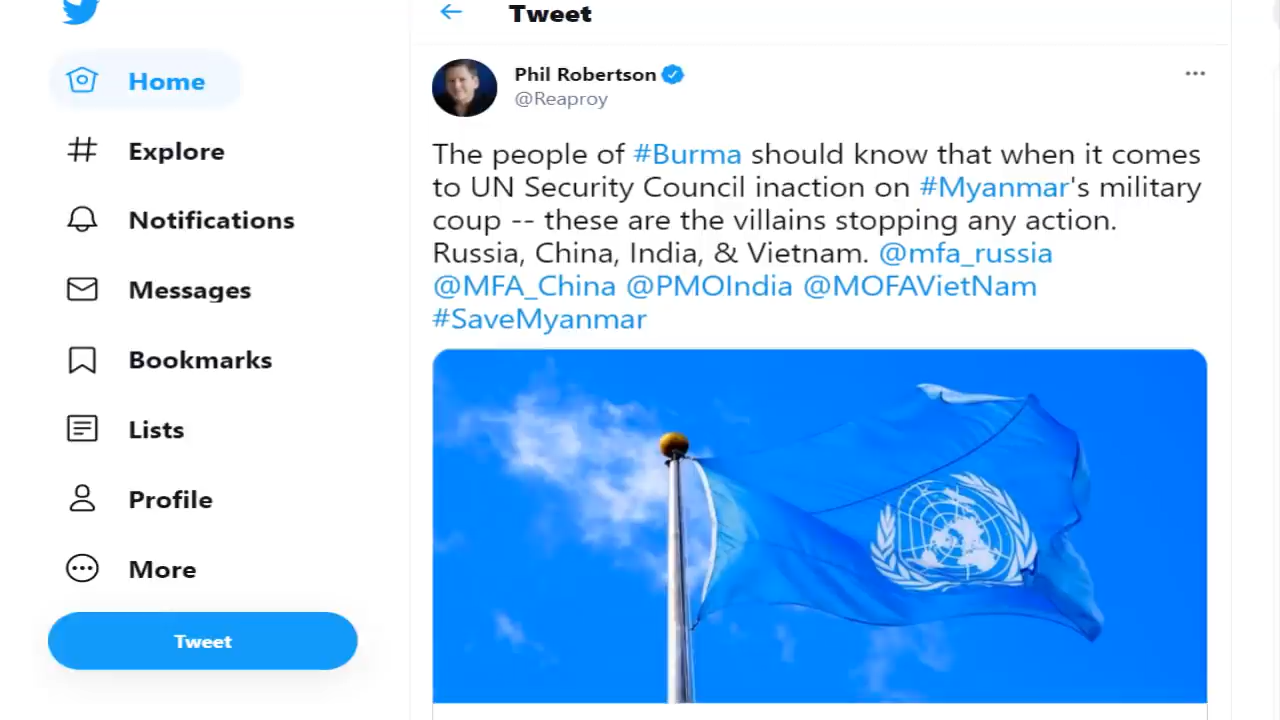 Tweet
Home
Explore
Notifications
Messages
Bookmarks
Lists
Profile
More
Tweet
Phil Robertson
@Reaproy
The people of #Burma should know that when it comes
to UN Security Council inaction on #Myanmar's military
coup -- these are the villains stopping any action.
Russia, China, India, & Vietnam. @mfa_russia
@MFA_China @PMOIndia @MOFAVietNam
#SaveMyanmar